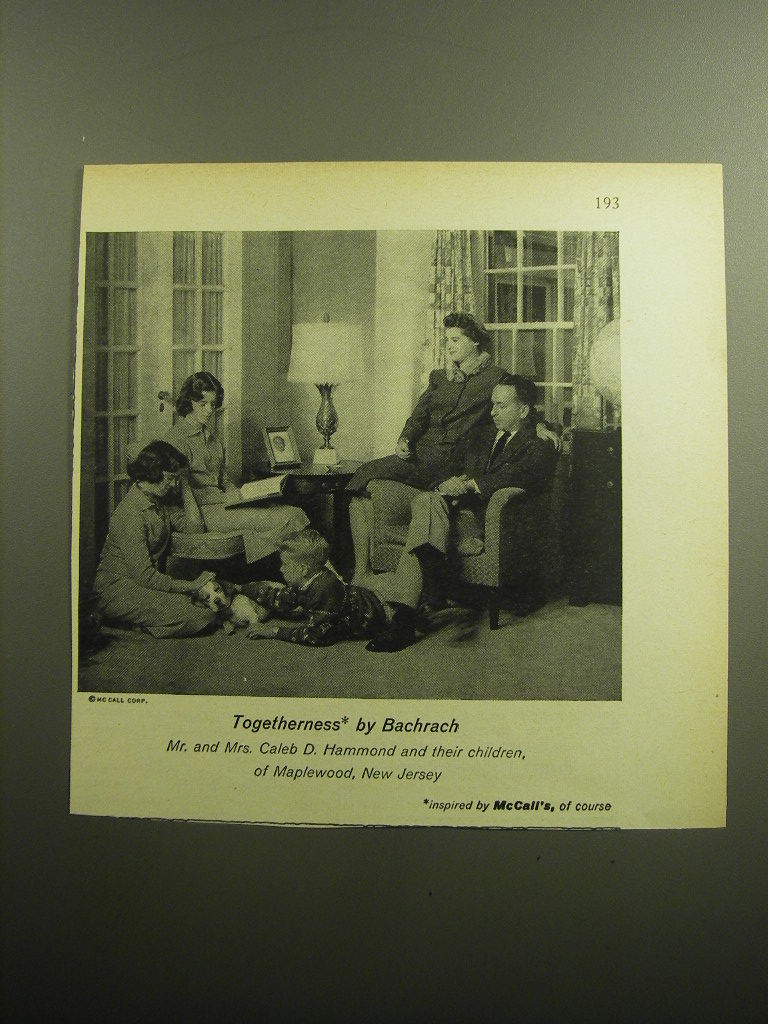 193
© MC CALL CORP.
Togetherness* by Bachrach
Mr. and Mrs. Caleb D. Hammond and their children,
of Maplewood, New Jersey
*inspired by McCall's, of course